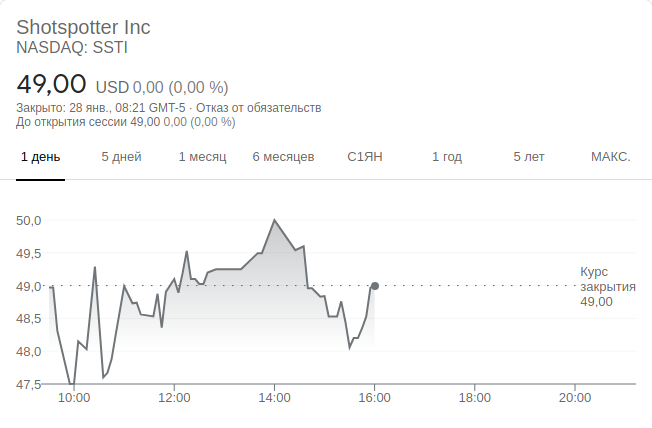 Shotspotter Inc
NASDAQ: SSTI
49,00 USD 0,00 (0,00 %)
Закрыто: 28 янв., 08:21 GMT-5 · Отказ от обязательств
До открытия сессии 49,00 0,00 (0,00 %)
1 день 5 дней 1 месяц 6 месяцев С1ЯН 1 год 5 лет МАКС.
50,0
49,5
49,0
48,5
48,0
47,5
Курс
закрытия
49,00
10:00 12:00 14:00 16:00 18:00 20:00